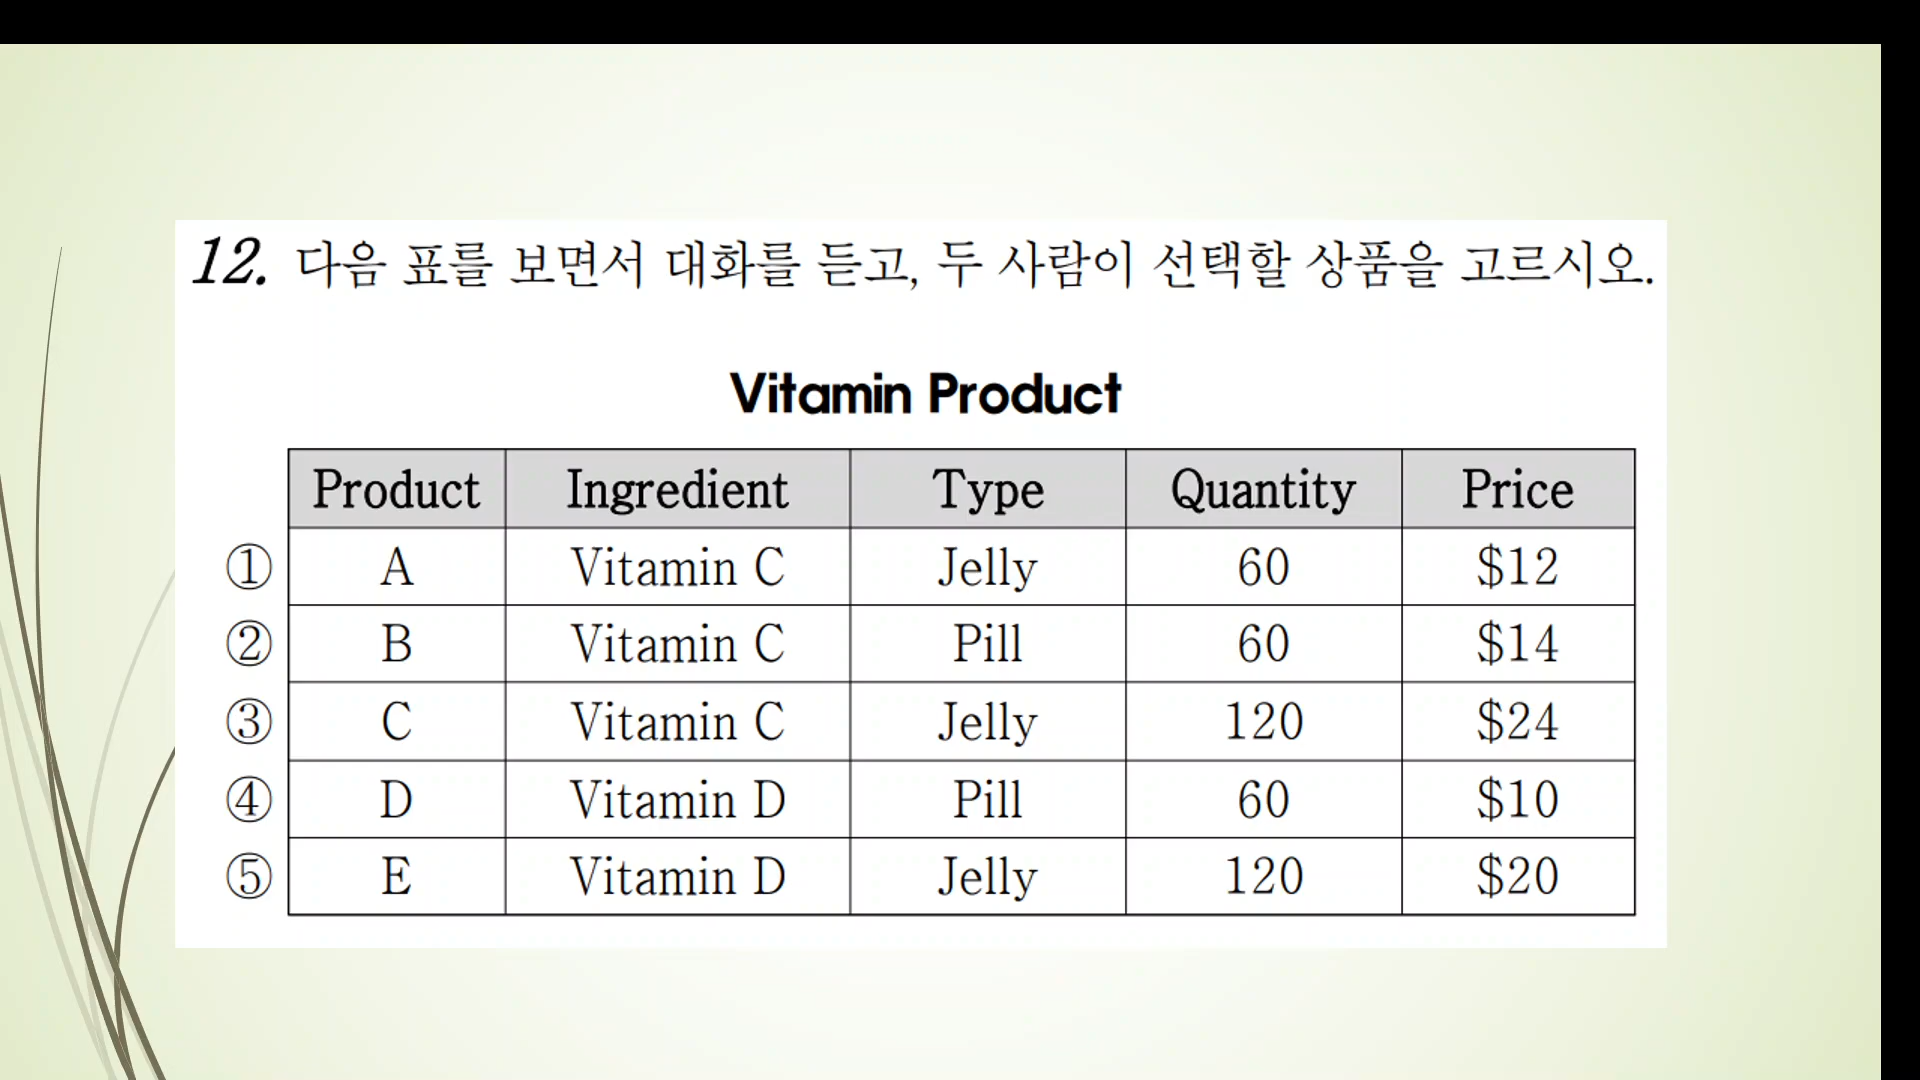 12. 다음 표를 보면서 대화를 듣고, 두 사람이 선택할 상품을 고르시오.
Vitamin Product
Product Ingredient Type Quantity Price
① A Vitamin C Jelly 60 $12
② B Vitamin C Pill 60 $14
③ C Vitamin C Jelly 120 $24
④ D Vitamin D Pill 60 $10
⑤ E Vitamin D Jelly 120 $20